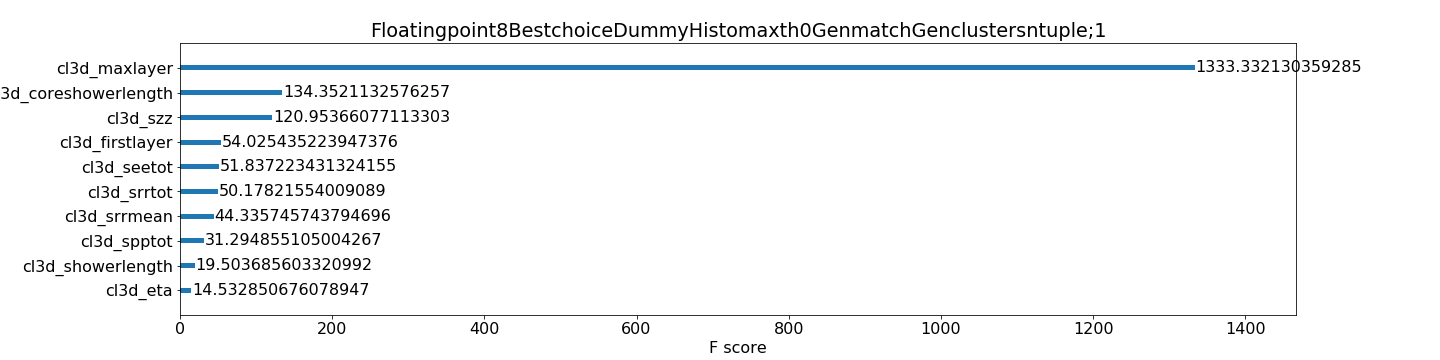 Floatingpoint8BestchoiceDummyHistomaxth0GenmatchGenclustersntuple;1
cl3d_maxlayer 1333.332130359285
3d_coreshowerlength 134.3521132576257
cl3d_szz 120.95366077113303
cl3d_firstlayer 54.025435223947376
cl3d_seetot 51.837223431324155
cl3d_srrtot 50.17821554009089
cl3d_srrmean 44.335745743794696
cl3d_spptot 31.294855105004267
cl3d_showerlength 19.503685603320992
cl3d_eta 14.532850676078947
0 200 400 600 800 1000 1200 1400
F score